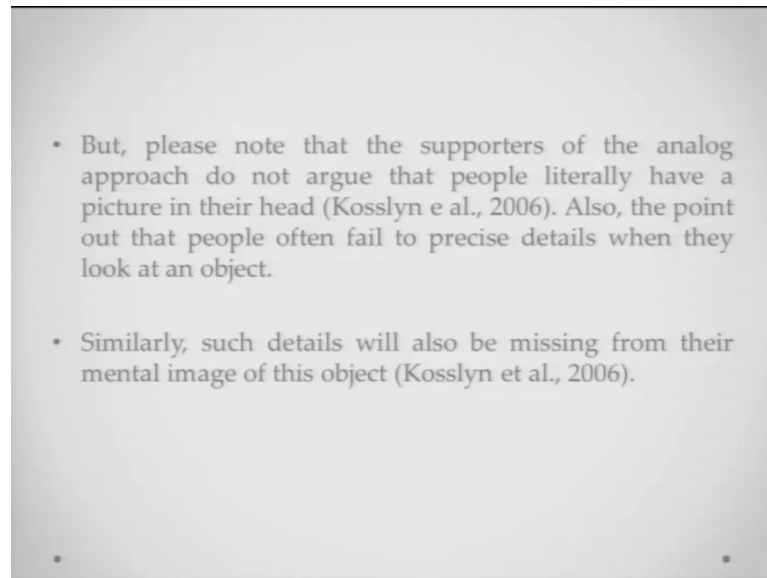 • But, please note that the supporters of the analog
approach do not argue that people literally have a
picture in their head (Kosslyn e al., 2006). Also, the point
out that people often fail to precise details when they
look at an object.
• Similarly, such details will also be missing from their
mental image of this object (Kosslyn et al., 2006).